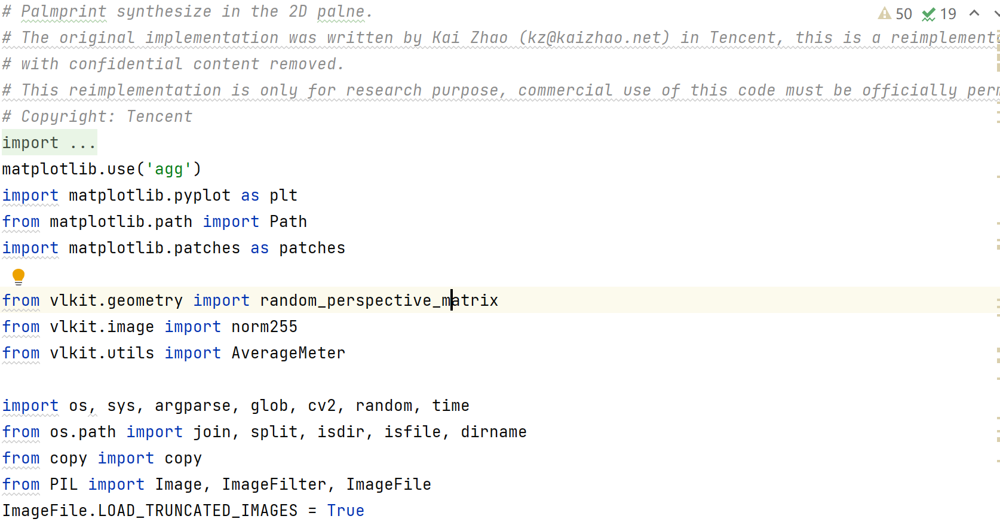 # Palmprint synthesize in the 2D palne.
50 19
# The original implementation was written by Kai Zhao (kz@kaizhao.net) in Tencent, this is a reimplement
# with confidential content removed.
# This reimplementation is only for research purpose, commercial use of this code must be officially per
# Copyright: Tencent
import ...
matplotlib.use('agg')
import matplotlib.pyplot as plt
from matplotlib.path import Path
import matplotlib.patches as patches
from vlkit.geometry import random_perspective_matrix
from vlkit.image import norm255
from vlkit.utils import AverageMeter
import os, sys, argparse, glob, cv2, random, time
from os.path import join, split, isdir, isfile, dirname
from copy import copy
from PIL import Image, ImageFilter, ImageFile
ImageFile.LOAD_TRUNCATED_IMAGES = True